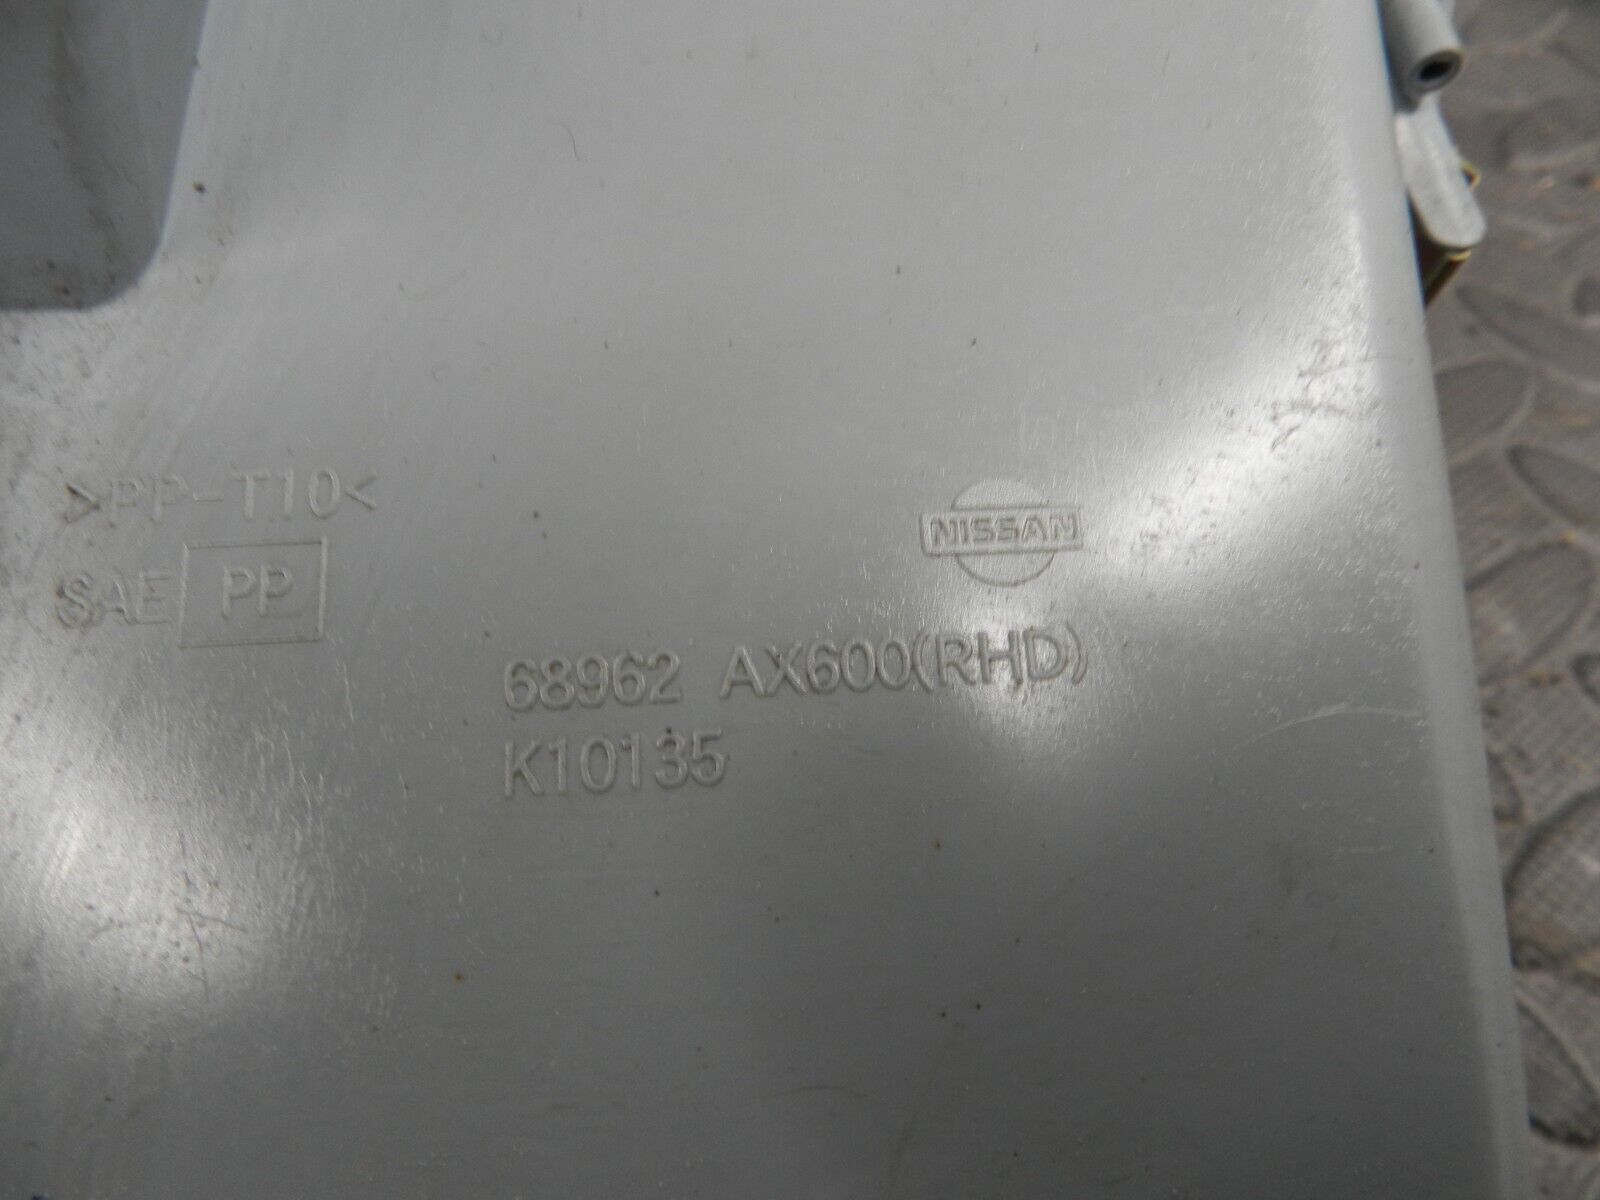 >PP-T10<
SAE PP
NISSAN
68962 AX600(RHD)
K10135